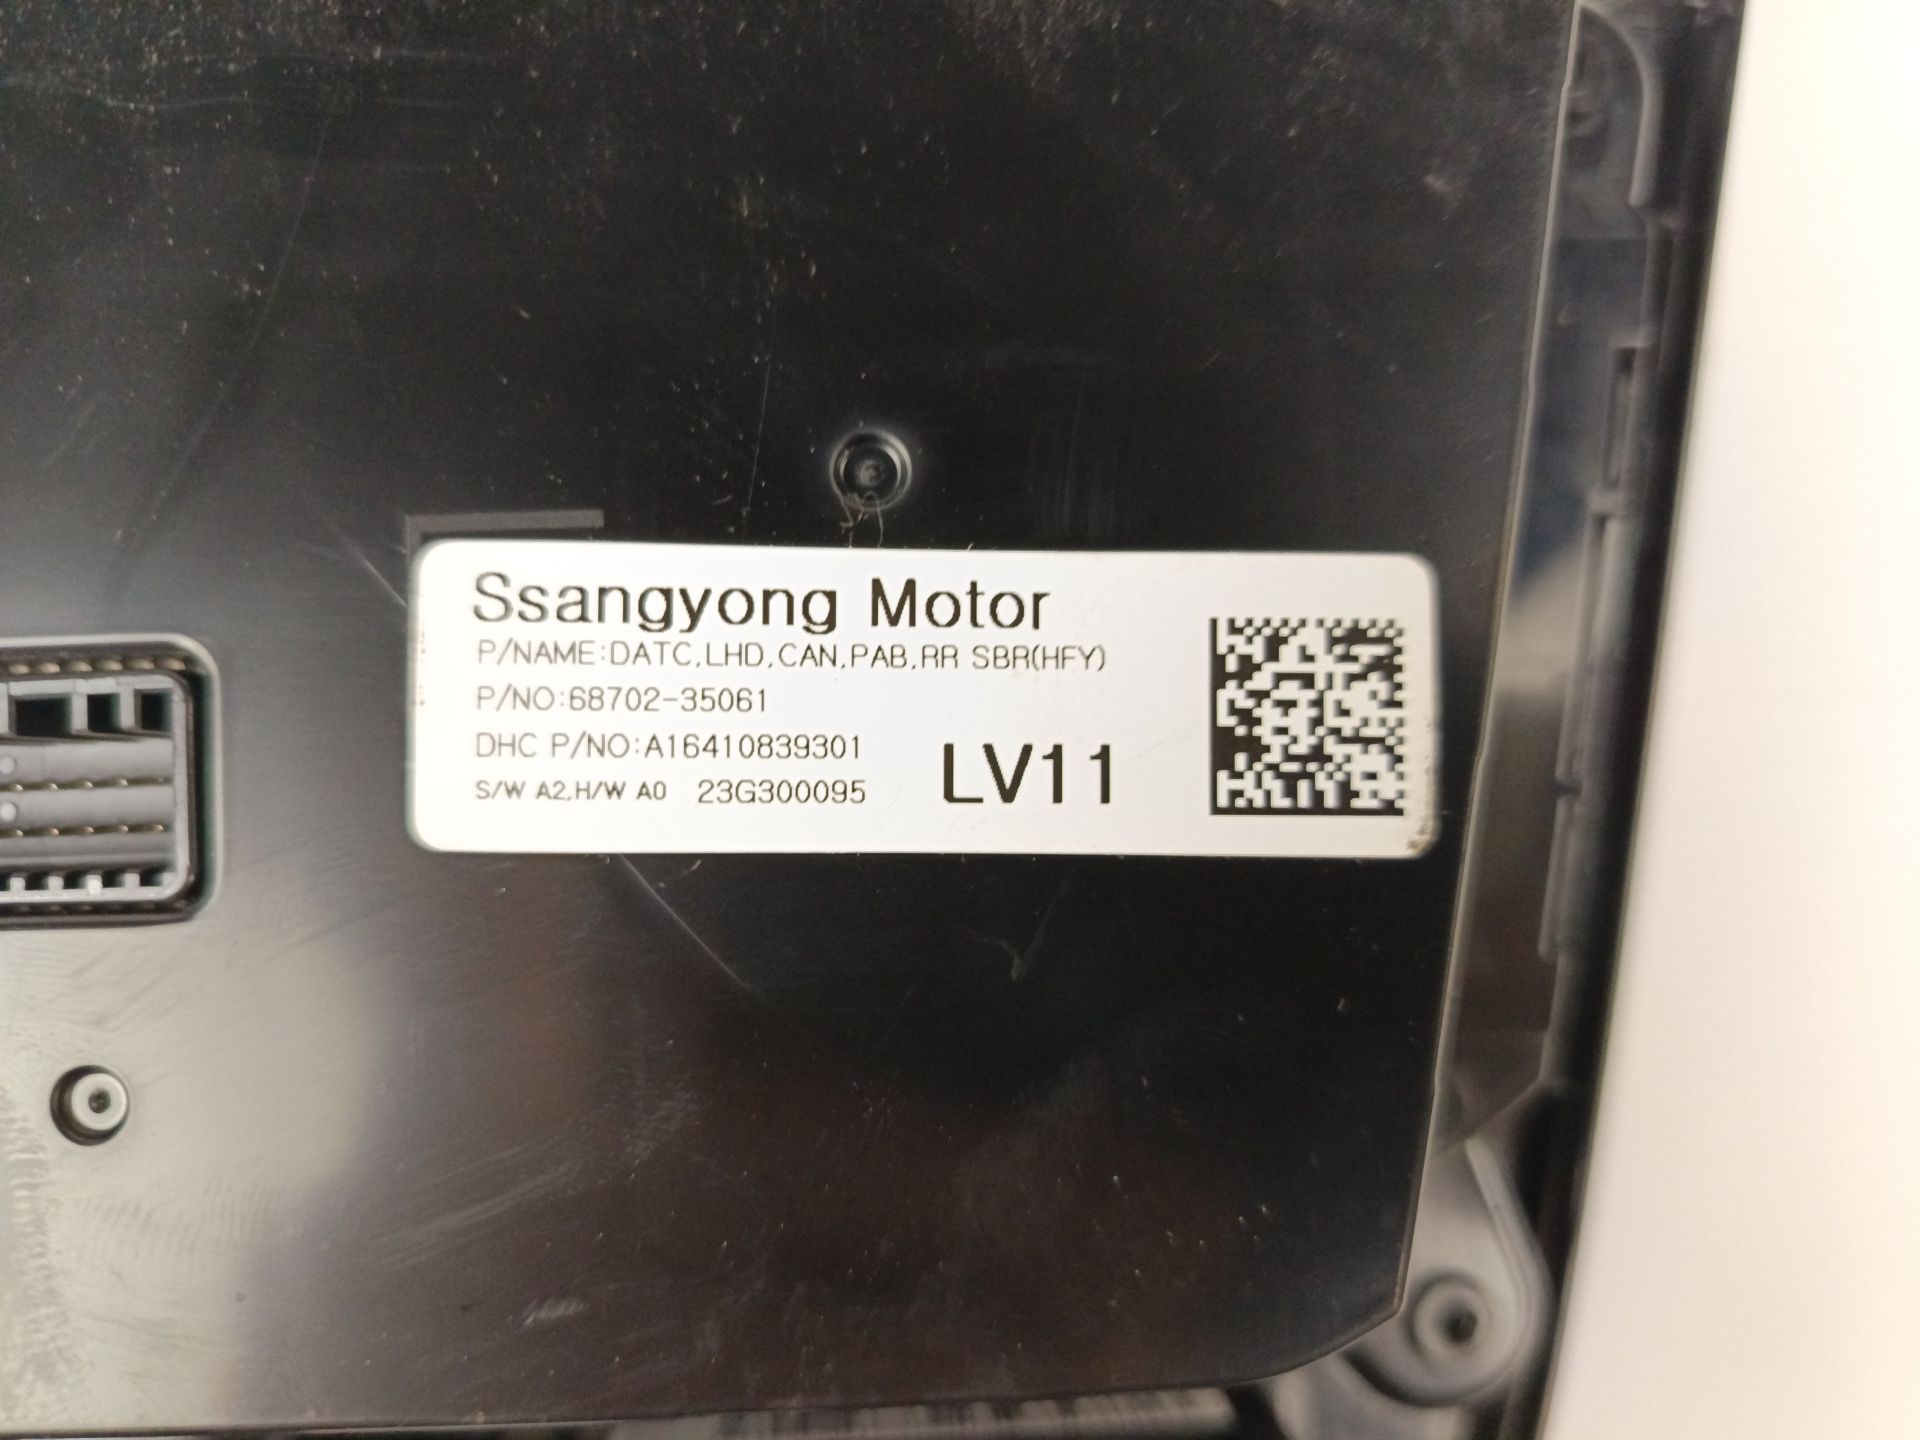 Ssangyong Motor
P/NAME:DATC,LHD,CAN,PAB,RR SBR(HFY)
P/NO:68702-35061
DHC P/NO:A16410839301
S/W A2,H/W A0 23G300095
LV11